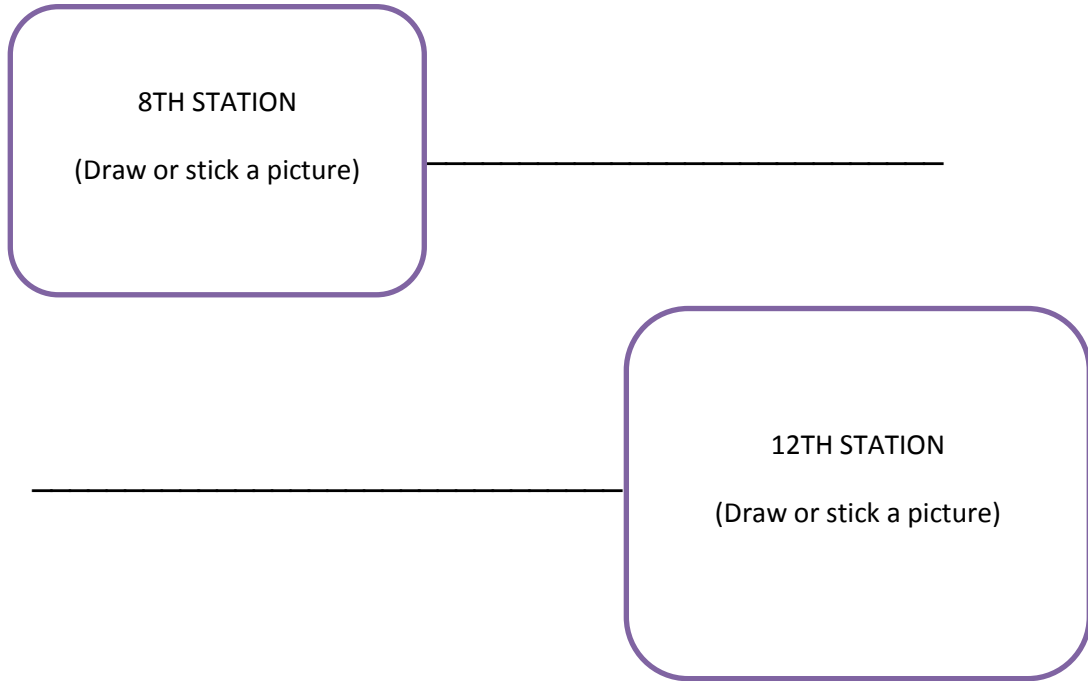 8TH STATION
(Draw or stick a picture)
12TH STATION
(Draw or stick a picture)